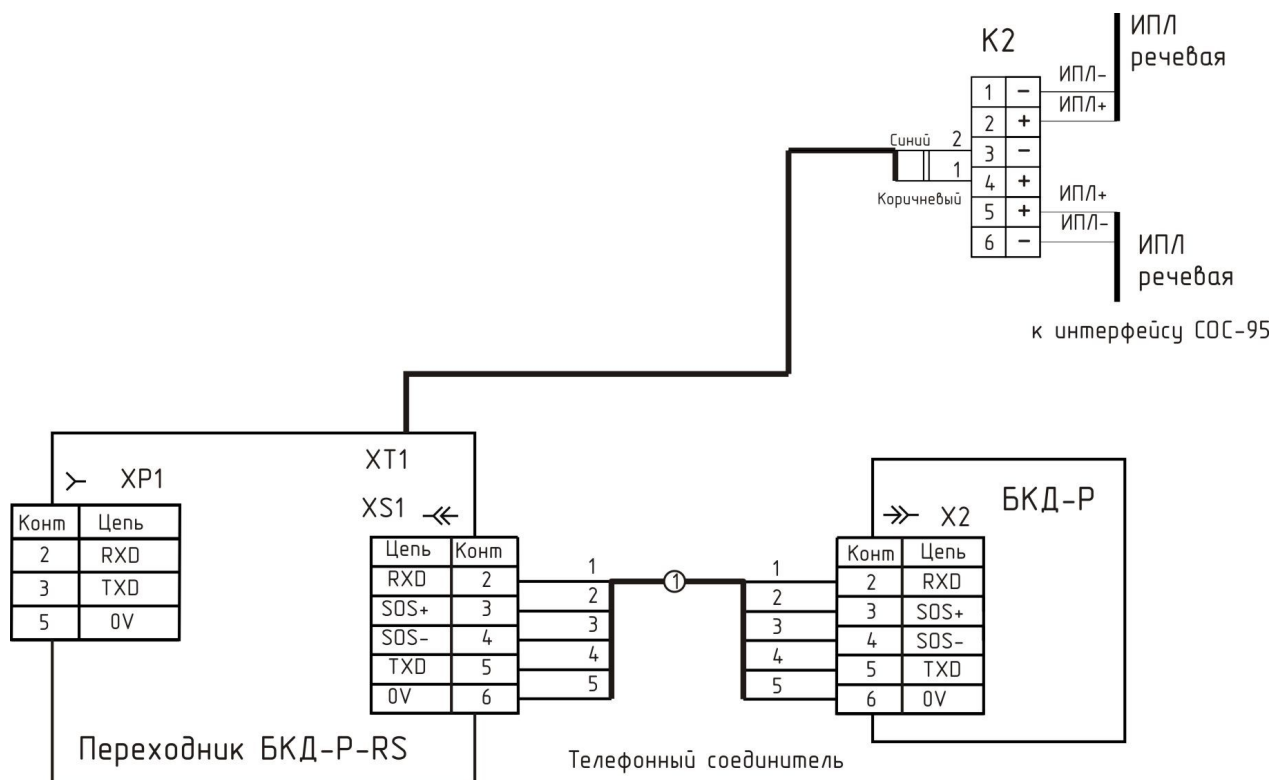 К2
ИПЛ
речевая
ИПЛ-
1 -
ИПЛ+
2 +
Синий 2
3 -
1
4 +
Коричневый
ИПЛ+
5 +
ИПЛ-
6 -
ИПЛ
речевая
к интерфейсу СОС-95
XT1
XP1
Конт Цепь
2 RXD
3 TXD
5 0V
XS1
Цепь Конт
RXD 2
SOS+ 3
SOS- 4
TXD 5
0V 6
1
2
3
4
5
1
1
2
3
4
5
БКД-Р
X2
Конт Цепь
2 RXD
3 SOS+
4 SOS-
5 TXD
6 0V
Переходник БКД-Р-RS
Телефонный соединитель